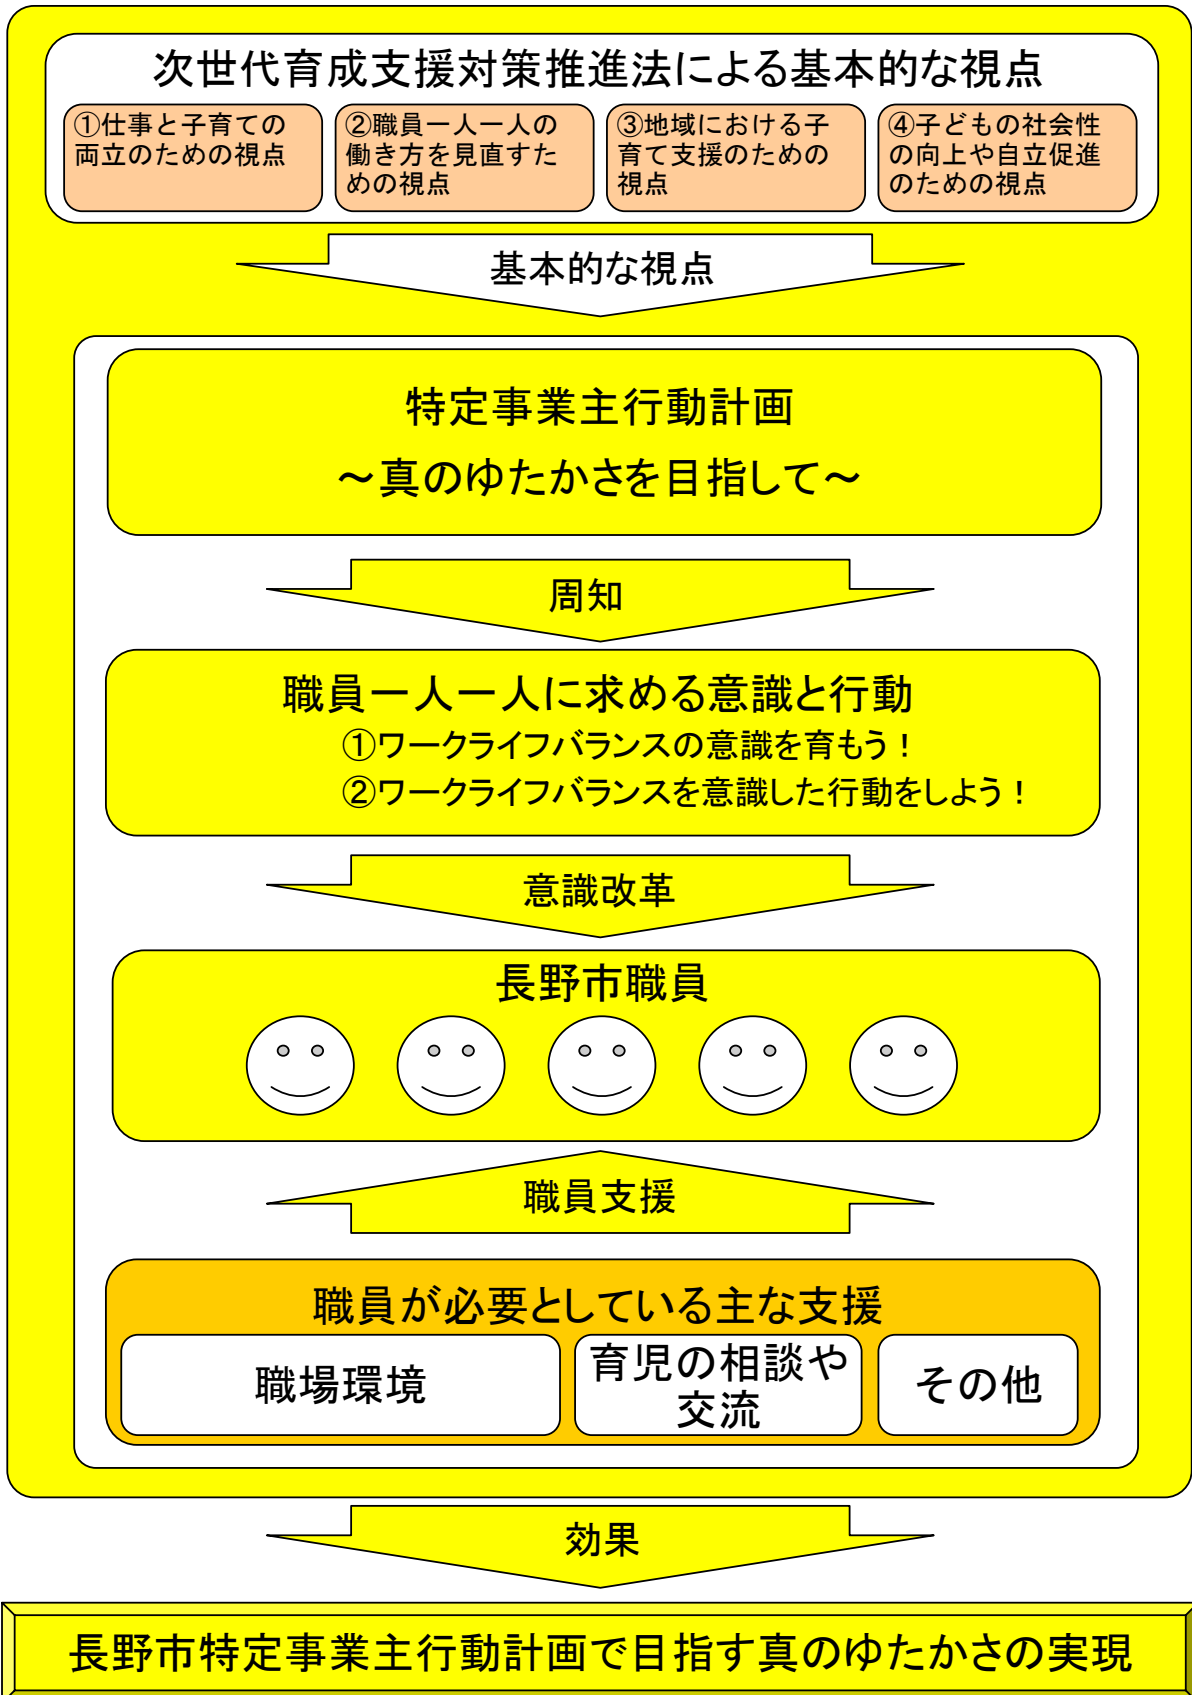 次世代育成支援対策推進法による基本的な視点
①仕事と子育ての
両立のための視点
②職員一人一人の
働き方を見直すた
めの視点
③地域における子
育て支援のための
視点
④子どもの社会性
の向上や自立促進
のための視点
基本的な視点
特定事業主行動計画
～真のゆたかさを目指して～
周知
職員一人一人に求める意識と行動
①ワークライフバランスの意識を育もう！
②ワークライフバランスを意識した行動をしよう！
意識改革
長野市職員
職員支援
職員が必要としている主な支援
職場環境
育児の相談や
交流
その他
効果
長野市特定事業主行動計画で目指す真のゆたかさの実現